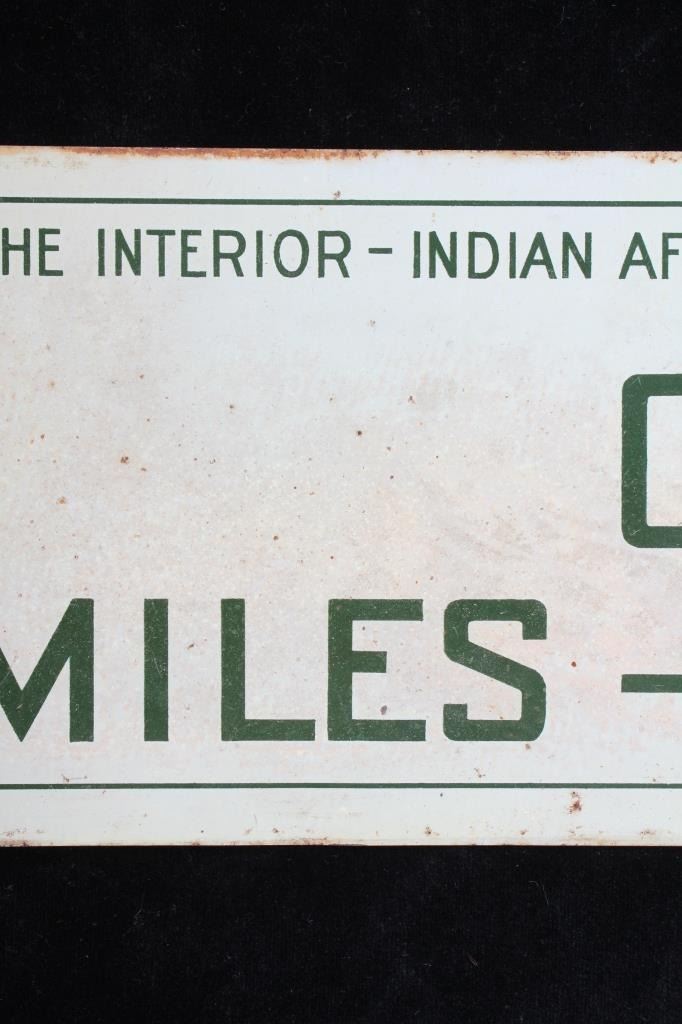 HE INTERIOR - INDIAN AF
MILES -